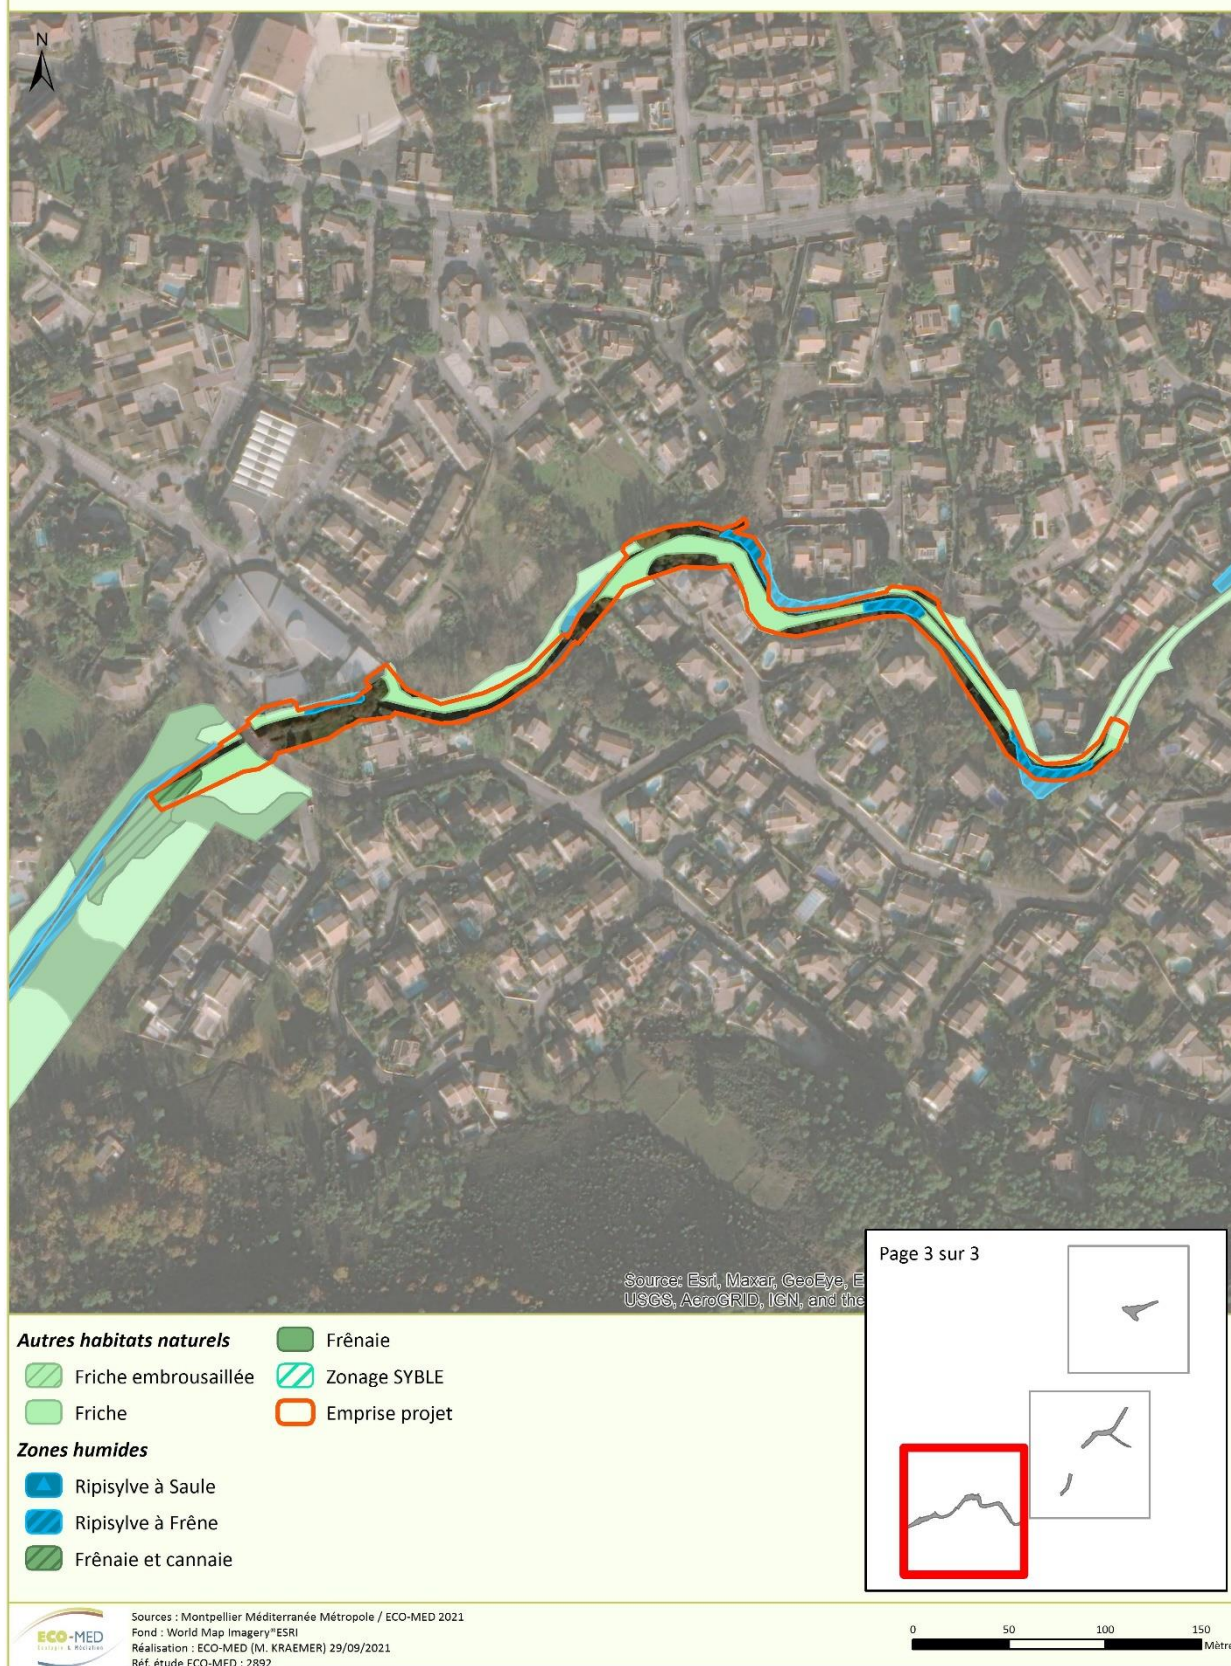 N
Source: Esri, Maxar, GeoEye, E
USGS, AeroGRID, IGN, and the
Page 3 sur 3
Autres habitats naturels
Friche embrousaillée
Friche
Frênaie
Zonage SYBLE
Emprise projet
Zones humides
Ripisylve à Saule
Ripisylve à Frêne
Frênaie et cannaie
ECO-MED
Ecologie & Médiation
Sources : Montpellier Méditerranée Métropole / ECO-MED 2021
Fond : World Map Imagery"ESRI
Réalisation : ECO-MED (M. KRAEMER) 29/09/2021
Réf. étude ECO-MED : 2892
0 50 100 150
Mètre